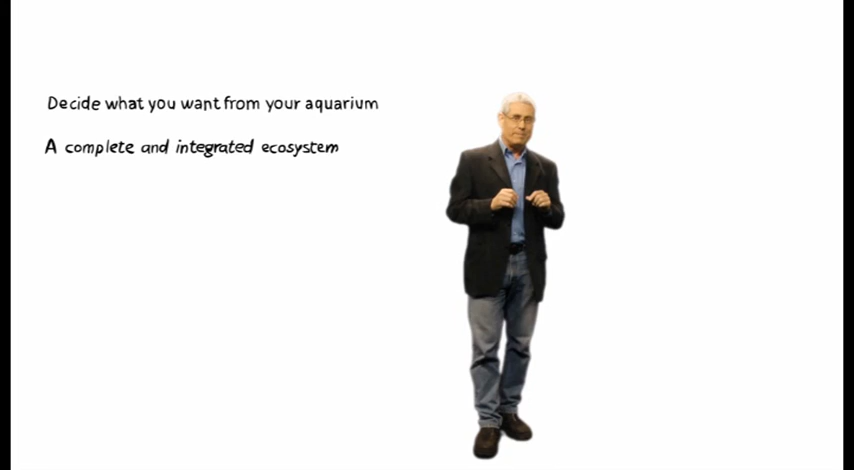 Decide what you want from your aquarium
A complete and integrated ecosystem